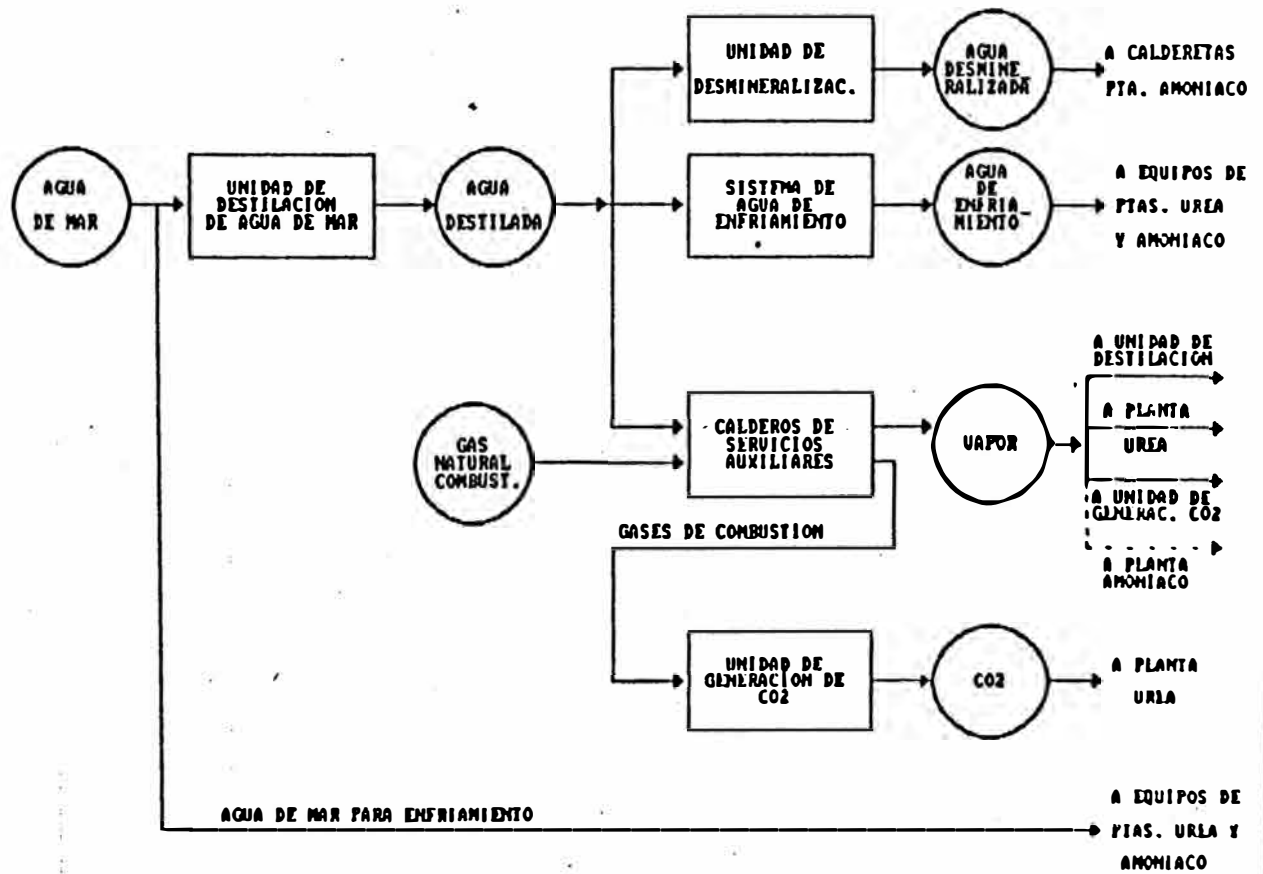 UNIDAD DE
DESMINERALIZAC.
AGUA
DESMINE_
RALIZADA
A CALDERETAS
PTA. AMONIACO
AGUA
DE MAR
UNIDAD DE
DESTILACION
DE AGUA DE MAR
AGUA
DESTILADA
SISTEMA DE
AGUA DE
ENFRIAMIENTO
AGUA
DE
ENFRIA_
MIENTO
A EQUIPOS DE
PTAS. UREA
Y AMONIACO
GAS
NATURAL
COMBUST.
CALDEROS DE
SERVICIOS
AUXILIARES
VAPOR
A UNIDAD DE
DESTILACION
A PLANTA
UREA
A UNIDAD DE
GENERAC. CO2
A PLANTA
AMONIACO
GASES DE COMBUSTION
UNIDAD DE
GENERACION DE
CO2
CO2
A PLANTA
UREA
AGUA DE MAR PARA ENFRIAMIENTO
A EQUIPOS DE
PTAS. UREA Y
AMONIACO